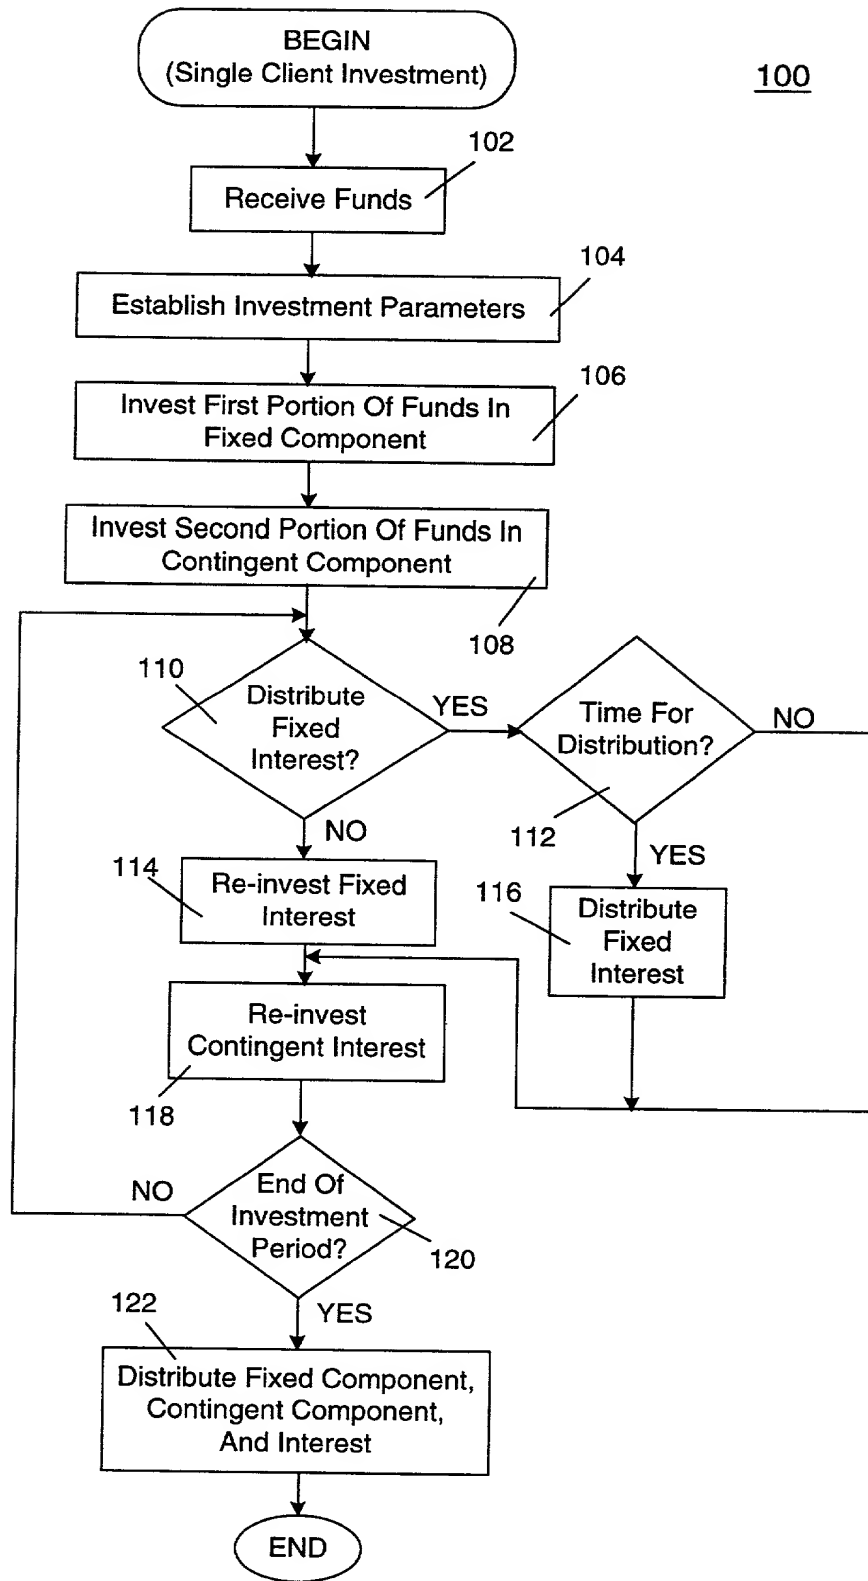 BEGIN
(Single Client Investment)
100
102
Receive Funds
104
Establish Investment Parameters
106
Invest First Portion Of Funds In
Fixed Component
Invest Second Portion Of Funds In
Contingent Component
108
110
Distribute
Fixed
Interest?
YES
Time For
Distribution?
NO
112
NO
YES
114
Re-invest Fixed
Interest
116
Distribute
Fixed
Interest
Re-invest
Contingent Interest
118
NO
End Of
Investment
Period?
120
YES
122
Distribute Fixed Component,
Contingent Component,
And Interest
END